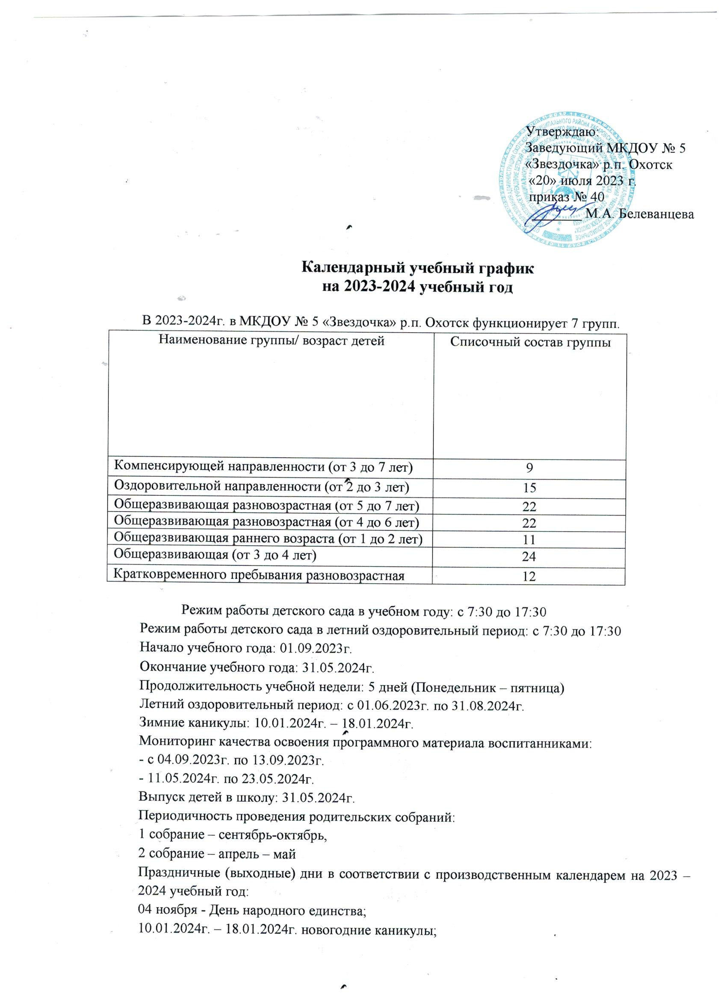 Утверждаю:
Заведующий МКДОУ № 5
«Звездочка» р.п. Охотск
«20» июля 2023 г.
приказ № 40
________ М.А. Белеванцева
Календарный учебный график
на 2023-2024 учебный год
В 2023-2024г. в МКДОУ № 5 «Звездочка» р.п. Охотск функционирует 7 групп.
Наименование группы/ возраст детей Списочный состав группы
Компенсирующей направленности (от 3 до 7 лет) 9
Оздоровительной направленности (от 2 до 3 лет) 15
Общеразвивающая разновозрастная (от 5 до 7 лет) 22
Общеразвивающая разновозрастная (от 4 до 6 лет) 22
Общеразвивающая раннего возраста (от 1 до 2 лет) 11
Общеразвивающая (от 3 до 4 лет) 24
Кратковременного пребывания разновозрастная 12
Режим работы детского сада в учебном году: с 7:30 до 17:30
Режим работы детского сада в летний оздоровительный период: с 7:30 до 17:30
Начало учебного года: 01.09.2023г.
Окончание учебного года: 31.05.2024г.
Продолжительность учебной недели: 5 дней (Понедельник – пятница)
Летний оздоровительный период: с 01.06.2023г. по 31.08.2024г.
Зимние каникулы: 10.01.2024г. – 18.01.2024г.
Мониторинг качества освоения программного материала воспитанниками:
- с 04.09.2023г. по 13.09.2023г.
- 11.05.2024г. по 23.05.2024г.
Выпуск детей в школу: 31.05.2024г.
Периодичность проведения родительских собраний:
1 собрание – сентябрь-октябрь,
2 собрание – апрель – май
Праздничные (выходные) дни в соответствии с производственным календарем на 2023 –
2024 учебный год:
04 ноября - День народного единства;
10.01.2024г. – 18.01.2024г. новогодние каникулы;